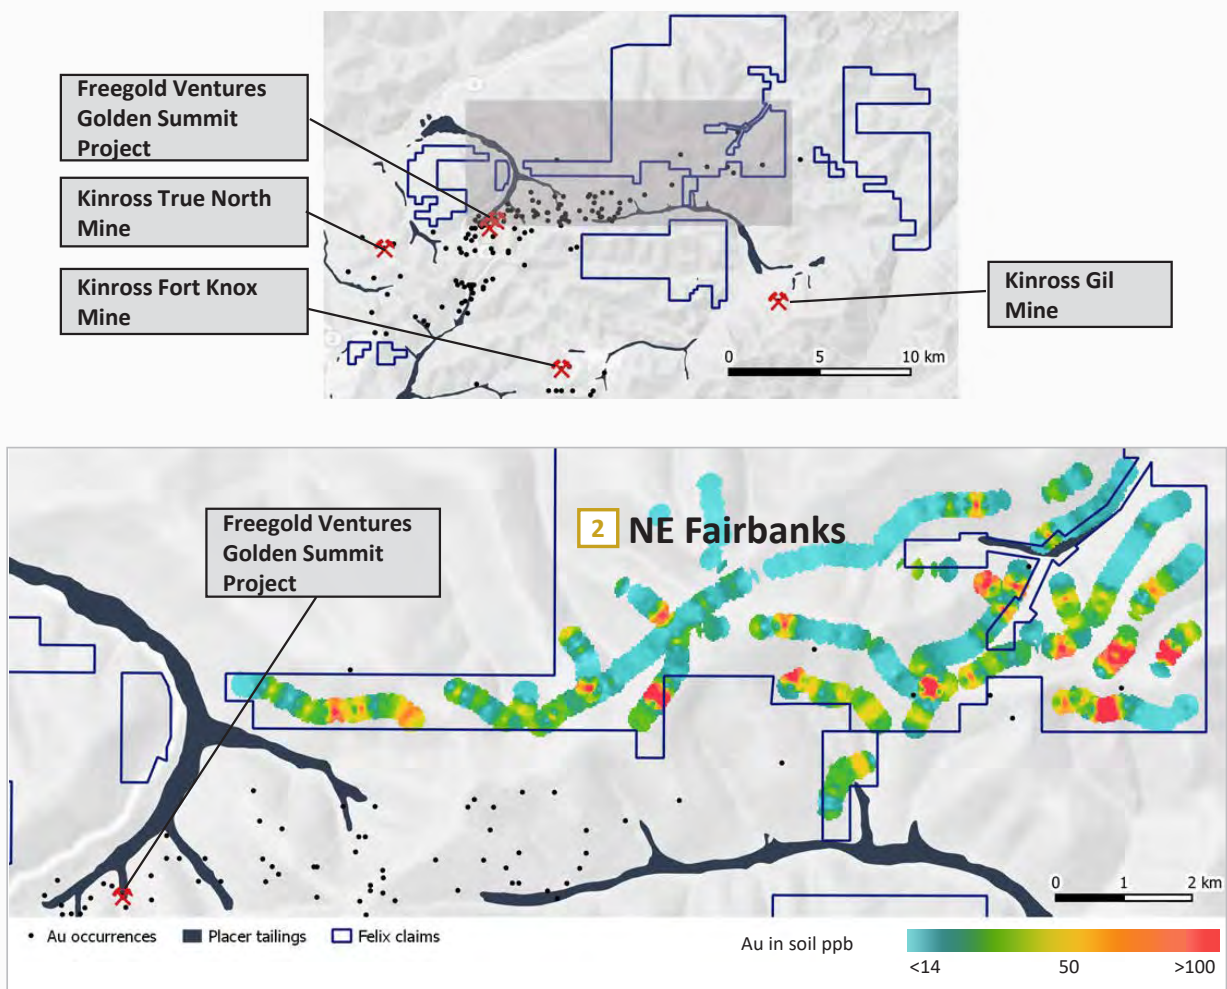 Freegold Ventures
Golden Summit
Project
Kinross True North
Mine
Kinross Fort Knox
Mine
Kinross Gil
Mine
0 5 10 km
Freegold Ventures
Golden Summit
Project
2 NE Fairbanks
0 1 2 km
Au occurrences Placer tailings Felix claims
Au in soil ppb
<14 50 >100